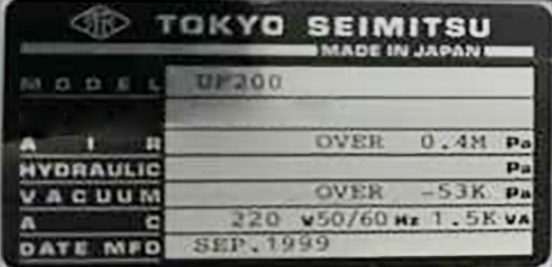 TSK TOKYO SEIMITSU
MADE IN JAPAN
MODEL UF200
AIR OVER 0.4M Pa
HYDRAULIC Pa
VACUUM OVER -53K Pa
AC 220 V50/60 Hz 1.5K VA
DATE MFD SEP.1999